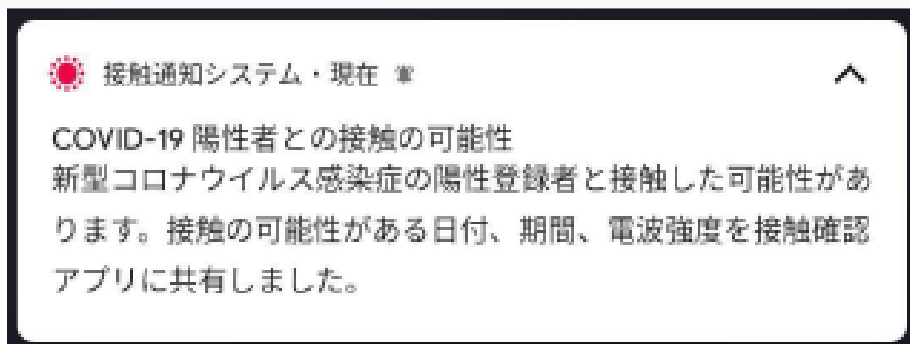 接触通知システム・現在
COVID-19 陽性者との接触の可能性
新型コロナウイルス感染症の陽性登録者と接触した可能性があ
ります。接触の可能性がある日付、期間、電波強度を接触確認
アプリに共有しました。